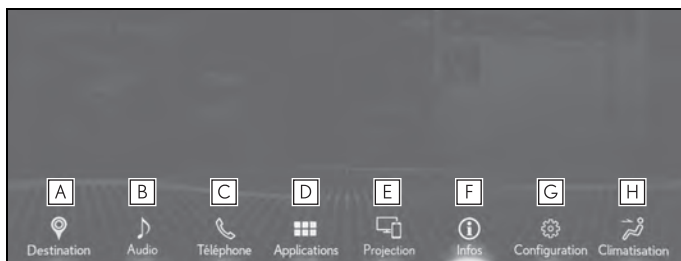 A B C D E F G H
Destination Audio Téléphone Applications Projection Infos Configuration Climatisation